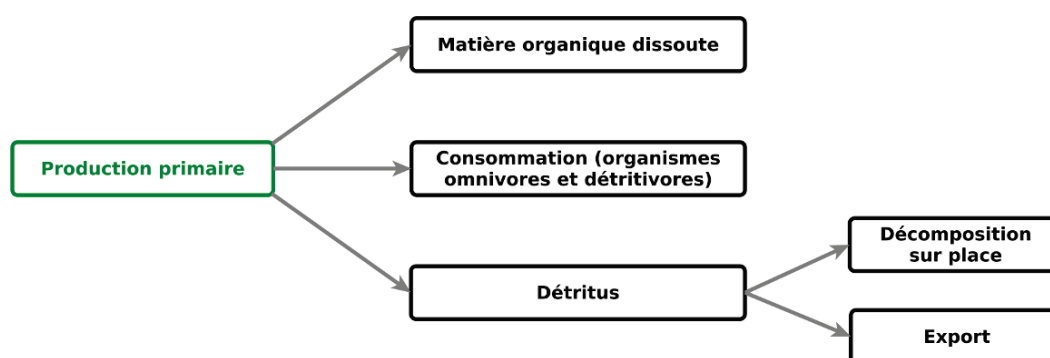 Matière organique dissoute
Production primaire
Consommation (organismes
omnivores et détritivores)
Détritus
Décomposition
sur place
Export